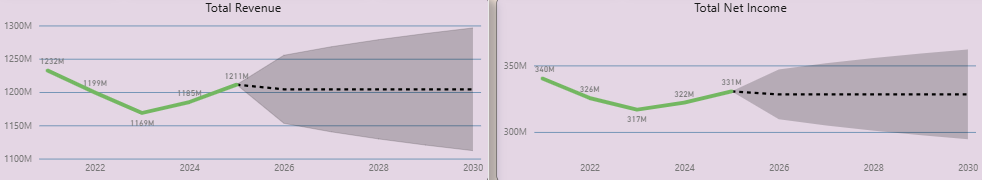 Total Revenue
1300M
1250M
1200M
1150M
1100M
1232M
1199M
1169M
1185M
1211M
2022
2024
2026
2028
2030
Total Net Income
350M
300M
340M
326M
317M
322M
331M
2022
2024
2026
2028
2030